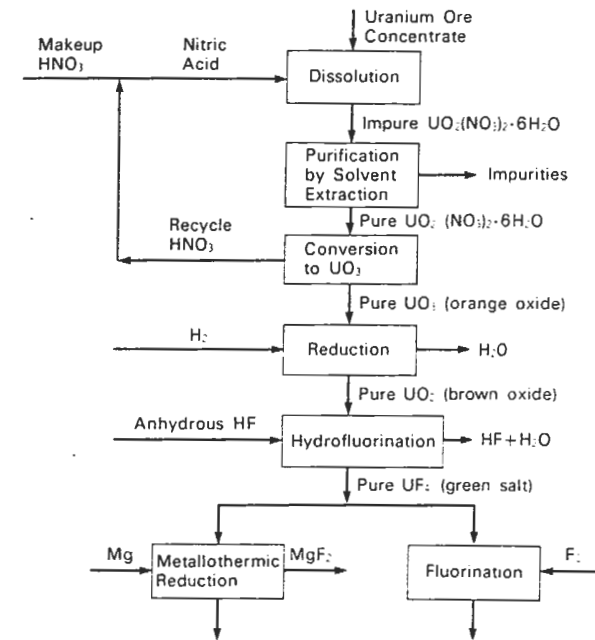 Uranium Ore
Concentrate
Makeup
HNO₃
Nitric
Acid
Dissolution
Impure UO₂(NO₃)₂·6H₂O
Purification
by Solvent
Extraction
Impurities
Pure UO₂ (NO₃)₂·6H₂O
Recycle
HNO₃
Conversion
to UO₃
Pure UO₃ (orange oxide)
H₂
Reduction
H₂O
Pure UO₂ (brown oxide)
Anhydrous HF
Hydrofluorination
HF+H₂O
Pure UF₄ (green salt)
Mg
Metallothermic
Reduction
MgF₂
Fluorination
F₂